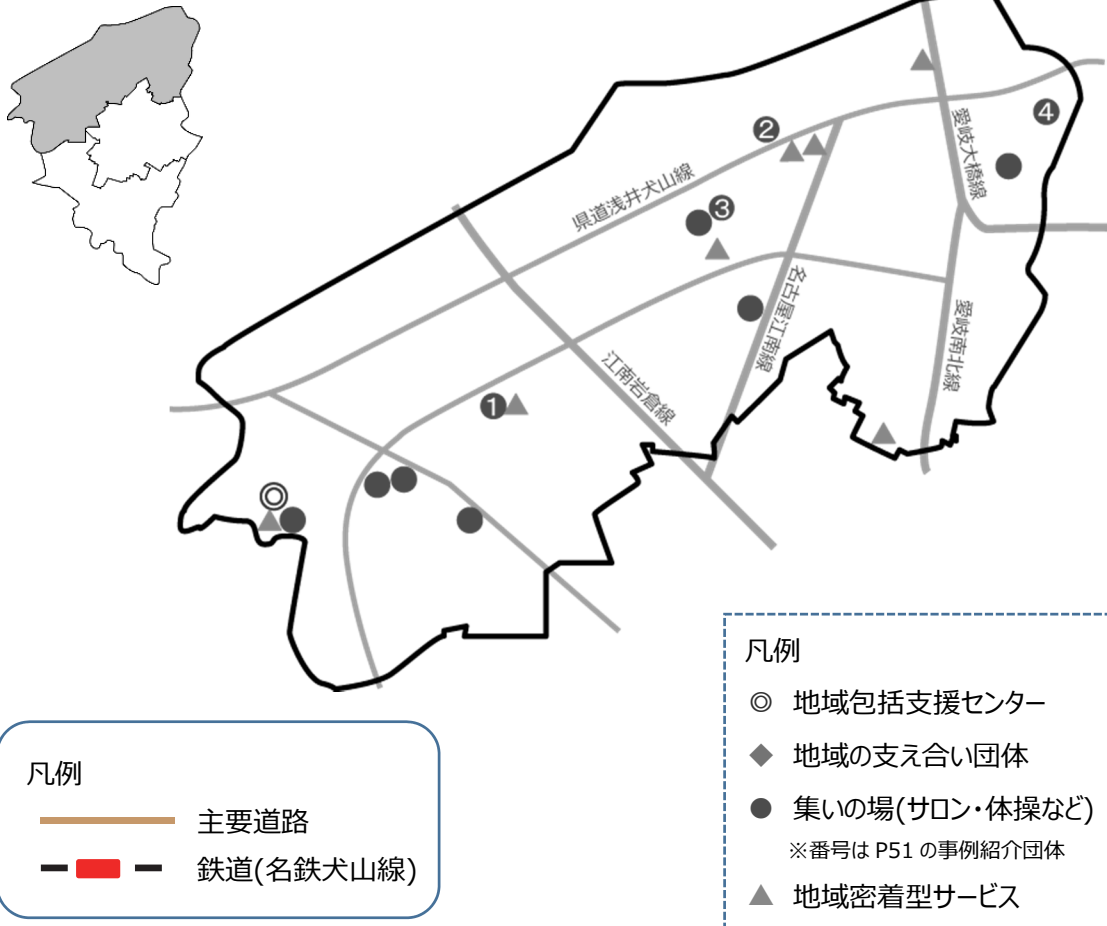 ④
愛岐大橋線
②
県道浅井犬山線
③
名古屋江南線
愛岐南北線
江南岩倉線
①
凡例
◎ 地域包括支援センター
◆ 地域の支え合い団体
● 集いの場(サロン・体操など)
※番号は P51 の事例紹介団体
▲ 地域密着型サービス
凡例
主要道路
鉄道(名鉄犬山線)